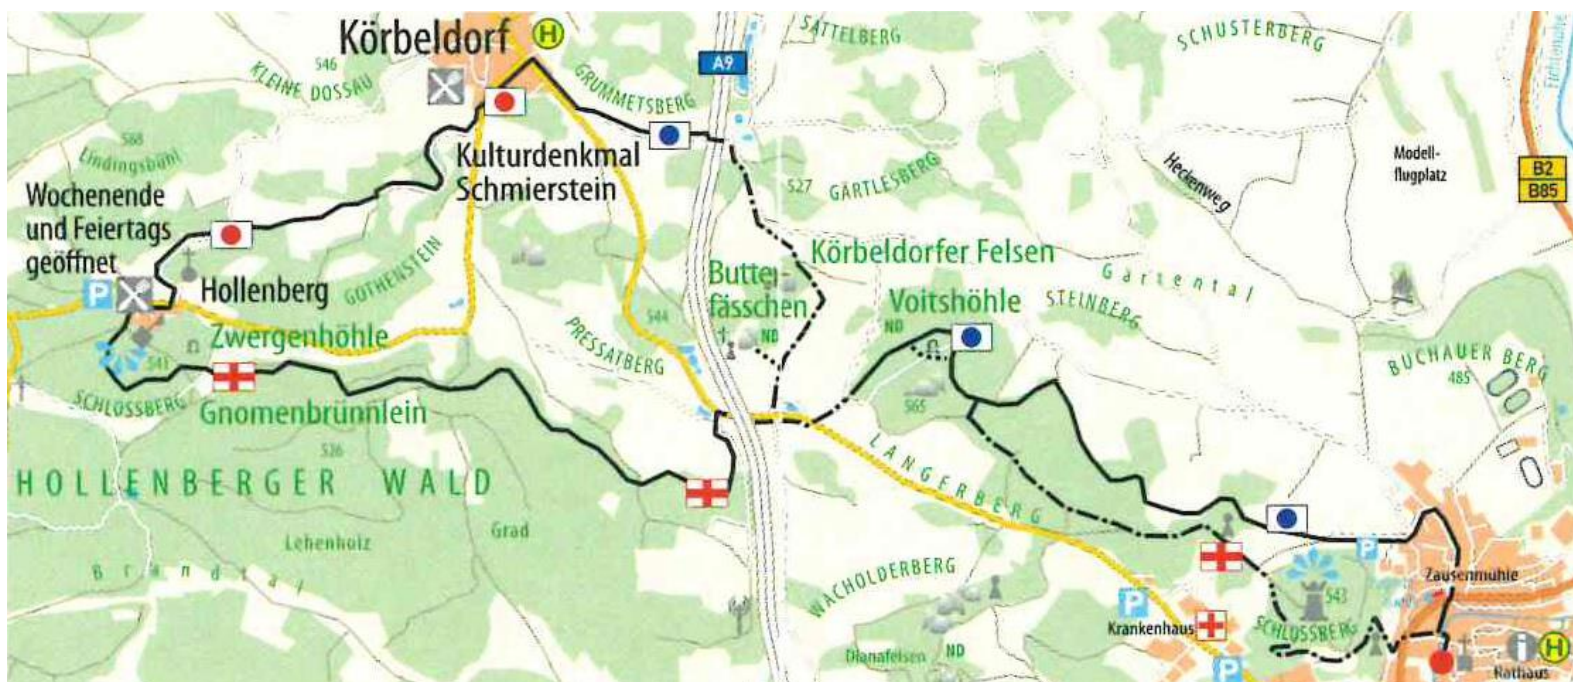 Körbeldorf
H
SATTELBERG
SCHUSTERBERG
A9
546
KLEINE DOSSAU
GRUMMETSBERG
568
Lindingsbühl
Kulturdenkmal
Schmierstein
527
GÄRTLESBERG
Heckenweg
Modell-
flugplatz
B2
B85
Wochenende
und Feiertags
geöffnet
P
Hollenberg
GOTHENSTEIN
Körbeldorfer Felsen
Gärtental
Butter-
fässchen
ND
Voitshöhle
ND
STEINBERG
544
PRESSATBERG
Zwergenhöhle
541
SCHLOSSBERG
Gnomenbrünnlein
565
BUCHAUER BERG
485
536
HOLLENBERGER WALD
LANGERBERG
Lehenholz
Grad
Brandtal
WACHOLDERBERG
P
Zausenmühle
543
SCHLOSSBERG
P
Krankenhaus
Dianafelsen
ND
P
i
H
Rathaus